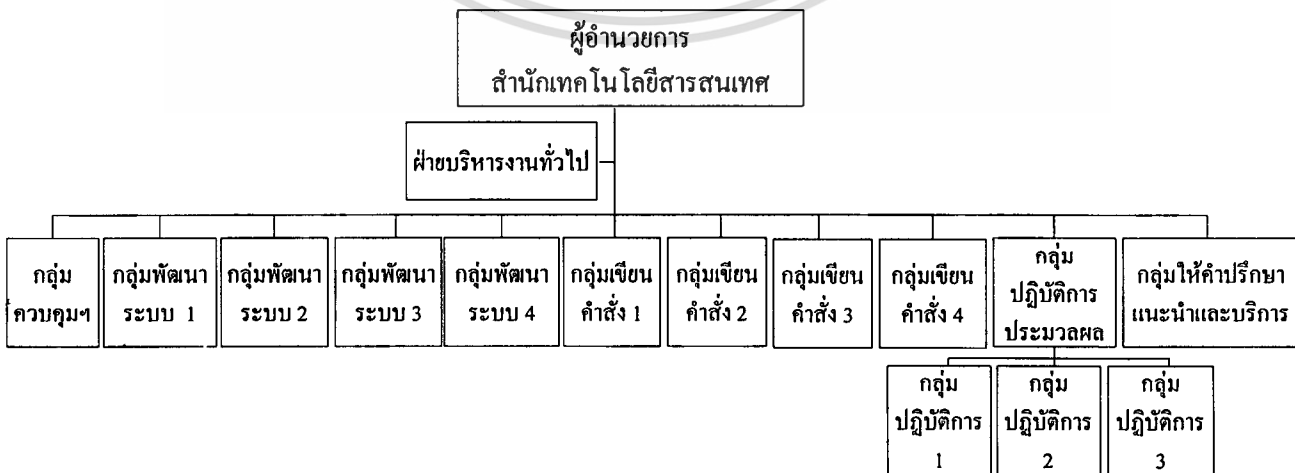 ผู้อำนวยการ
สำนักเทคโนโลยีสารสนเทศ
ฝ่ายบริหารงานทั่วไป
กลุ่ม
ควบคุมฯ
กลุ่มพัฒนา
ระบบ 1
กลุ่มพัฒนา
ระบบ 2
กลุ่มพัฒนา
ระบบ 3
กลุ่มพัฒนา
ระบบ 4
กลุ่มเขียน
คำสั่ง 1
กลุ่มเขียน
คำสั่ง 2
กลุ่มเขียน
คำสั่ง 3
กลุ่มเขียน
คำสั่ง 4
กลุ่ม
ปฏิบัติการ
ประมวลผล
กลุ่มให้คำปรึกษา
แนะนำและบริการ
กลุ่ม
ปฏิบัติการ
1
กลุ่ม
ปฏิบัติการ
2
กลุ่ม
ปฏิบัติการ
3